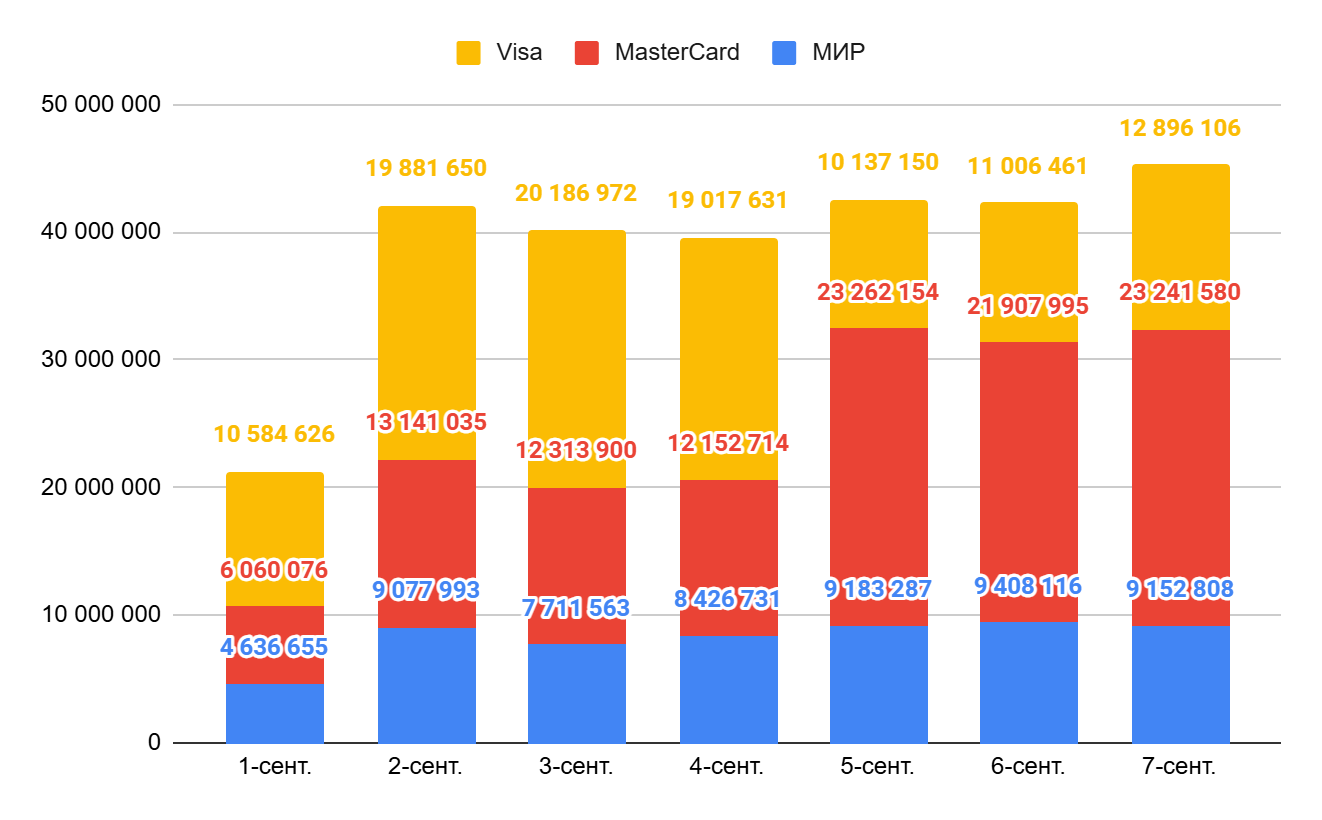 Visa MasterCard МИР
50 000 000
40 000 000
30 000 000
20 000 000
10 000 000
0
10 584 626
6 060 076
4 636 655
19 881 650
13 141 035
9 077 993
20 186 972
12 313 900
7 711 563
19 017 631
12 152 714
8 426 731
10 137 150
23 262 154
9 183 287
11 006 461
21 907 995
9 408 116
12 896 106
23 241 580
9 152 808
1-сент. 2-сент. 3-сент. 4-сент. 5-сент. 6-сент. 7-сент.